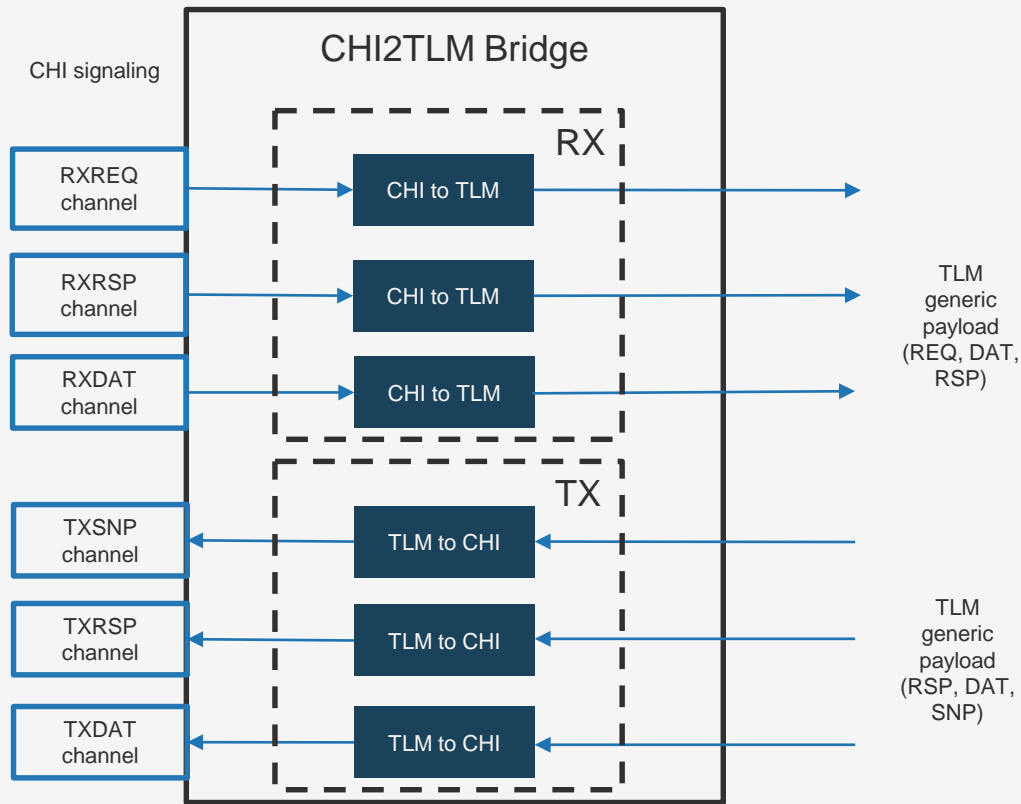 CHI2TLM Bridge
CHI signaling
RX
RXREQ
channel
CHI to TLM
RXRSP
channel
CHI to TLM
RXDAT
channel
CHI to TLM
TLM
generic
payload
(REQ, DAT,
RSP)
TX
TXSNP
channel
TLM to CHI
TXRSP
channel
TLM to CHI
TXDAT
channel
TLM to CHI
TLM
generic
payload
(RSP, DAT,
SNP)